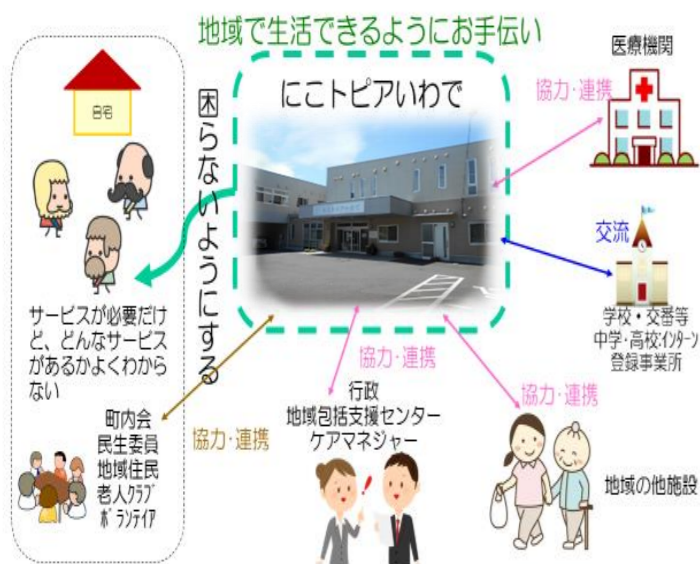 地域で生活できるようにお手伝い
にこトピアいわで
困らないようにする
自宅
サービスが必要だけ
ど、どんなサービス
があるかよくわから
ない
町内会
民生委員
地域住民
老人クラブ
ボランテイア
協力・連携
協力・連携
行政
地域包括支援センター
ケアマネジャー
協力・連携
地域の他施設
医療機関
協力・連携
交流
学校・交番等
中学・高校:インターン
登録事業所